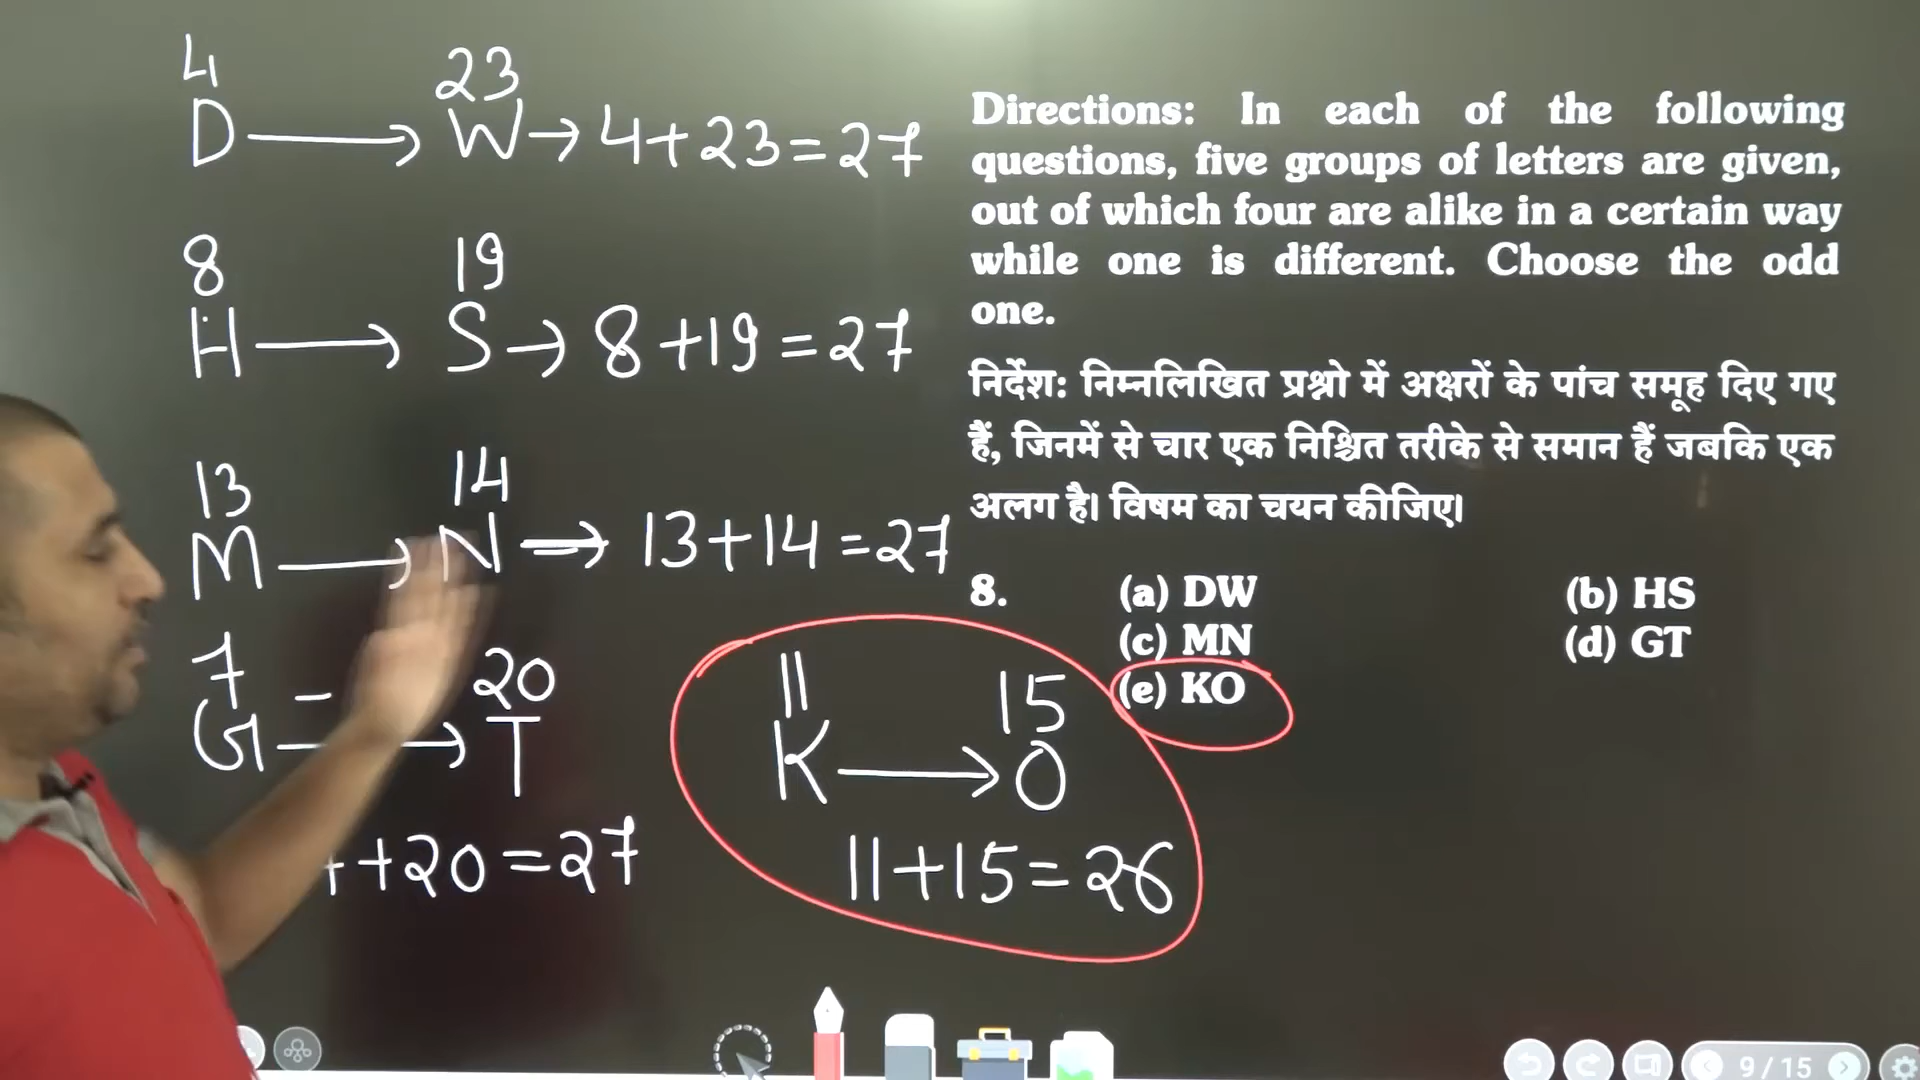 4 23
D → W → 4+23=27
8 19
H → S → 8+19=27
13 14
M → N → 13+14=27
7 20
G → T
+20=27
11 15
K → O
11+15=26
Directions: In each of the following
questions, five groups of letters are given,
out of which four are alike in a certain way
while one is different. Choose the odd
one.
निर्देश: निम्नलिखित प्रश्नो में अक्षरों के पांच समूह दिए गए
हैं, जिनमें से चार एक निश्चित तरीके से समान हैं जबकि एक
अलग है। विषम का चयन कीजिए।
8. (a) DW (b) HS
(c) MN (d) GT
(e) KO
9 / 15